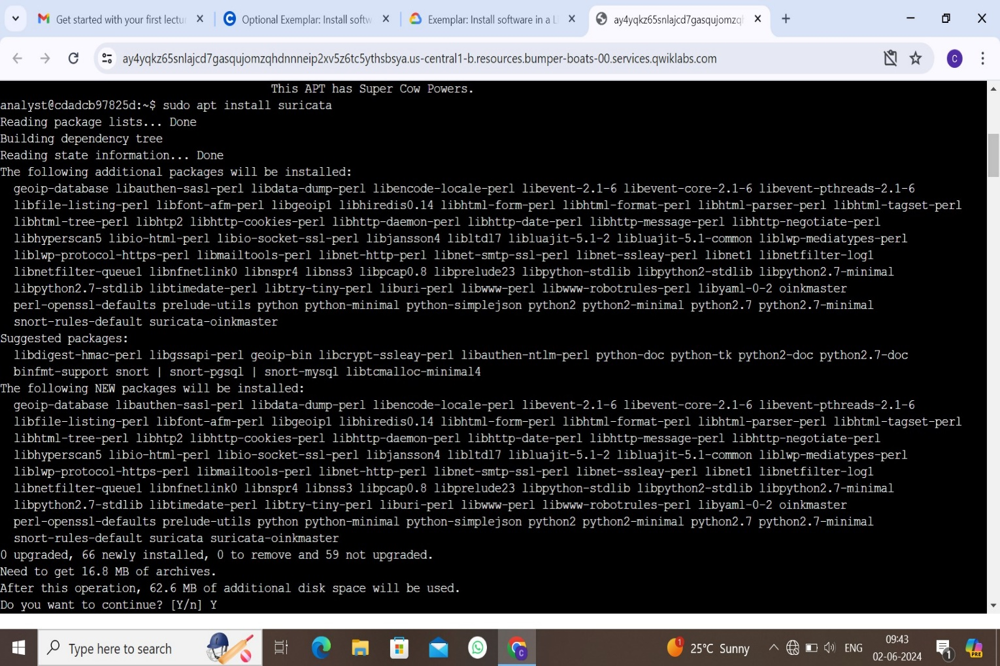 Get started with your first lectur
Optional Exemplar: Install softw
Exemplar: Install software in a L
ay4yqkz65snlajcd7gasqujomzq
ay4yqkz65snlajcd7gasqujomzqhdnnneip2xv5z6tc5ythsbsya.us-central1-b.resources.bumper-boats-00.services.qwiklabs.com
C
This APT has Super Cow Powers.
analyst@cdadcb97825d:~$ sudo apt install suricata
Reading package lists... Done
Building dependency tree
Reading state information... Done
The following additional packages will be installed:
geoip-database libauthen-sasl-perl libdata-dump-perl libencode-locale-perl libevent-2.1-6 libevent-core-2.1-6 libevent-pthreads-2.1-6
libfile-listing-perl libfont-afm-perl libgeoip1 libhiredis0.14 libhtml-form-perl libhtml-format-perl libhtml-parser-perl libhtml-tagset-perl
libhtml-tree-perl libhtp2 libhttp-cookies-perl libhttp-daemon-perl libhttp-date-perl libhttp-message-perl libhttp-negotiate-perl
libhyperscan5 libio-html-perl libio-socket-ssl-perl libjansson4 libltdl7 libluajit-5.1-2 libluajit-5.1-common liblwp-mediatypes-perl
liblwp-protocol-https-perl libmailtools-perl libnet-http-perl libnet-smtp-ssl-perl libnet-ssleay-perl libnet1 libnetfilter-log1
libnetfilter-queue1 libnfnetlink0 libnspr4 libnss3 libpcap0.8 libprelude23 libpython-stdlib libpython2-stdlib libpython2.7-minimal
libpython2.7-stdlib libtimedate-perl libtry-tiny-perl liburi-perl libwww-perl libwww-robotrules-perl libyaml-0-2 oinkmaster
perl-openssl-defaults prelude-utils python python-minimal python-simplejson python2 python2-minimal python2.7 python2.7-minimal
snort-rules-default suricata-oinkmaster
Suggested packages:
libdigest-hmac-perl libgssapi-perl geoip-bin libcrypt-ssleay-perl libauthen-ntlm-perl python-doc python-tk python2-doc python2.7-doc
binfmt-support snort | snort-pgsql | snort-mysql libtcmalloc-minimal4
The following NEW packages will be installed:
geoip-database libauthen-sasl-perl libdata-dump-perl libencode-locale-perl libevent-2.1-6 libevent-core-2.1-6 libevent-pthreads-2.1-6
libfile-listing-perl libfont-afm-perl libgeoip1 libhiredis0.14 libhtml-form-perl libhtml-format-perl libhtml-parser-perl libhtml-tagset-perl
libhtml-tree-perl libhtp2 libhttp-cookies-perl libhttp-daemon-perl libhttp-date-perl libhttp-message-perl libhttp-negotiate-perl
libhyperscan5 libio-html-perl libio-socket-ssl-perl libjansson4 libltdl7 libluajit-5.1-2 libluajit-5.1-common liblwp-mediatypes-perl
liblwp-protocol-https-perl libmailtools-perl libnet-http-perl libnet-smtp-ssl-perl libnet-ssleay-perl libnet1 libnetfilter-log1
libnetfilter-queue1 libnfnetlink0 libnspr4 libnss3 libpcap0.8 libprelude23 libpython-stdlib libpython2-stdlib libpython2.7-minimal
libpython2.7-stdlib libtimedate-perl libtry-tiny-perl liburi-perl libwww-perl libwww-robotrules-perl libyaml-0-2 oinkmaster
perl-openssl-defaults prelude-utils python python-minimal python-simplejson python2 python2-minimal python2.7 python2.7-minimal
snort-rules-default suricata suricata-oinkmaster
0 upgraded, 66 newly installed, 0 to remove and 59 not upgraded.
Need to get 16.8 MB of archives.
After this operation, 62.6 MB of additional disk space will be used.
Do you want to continue? [Y/n] Y
Type here to search
C
1
25°C Sunny
ENG
09:43
02-06-2024
1
PRE